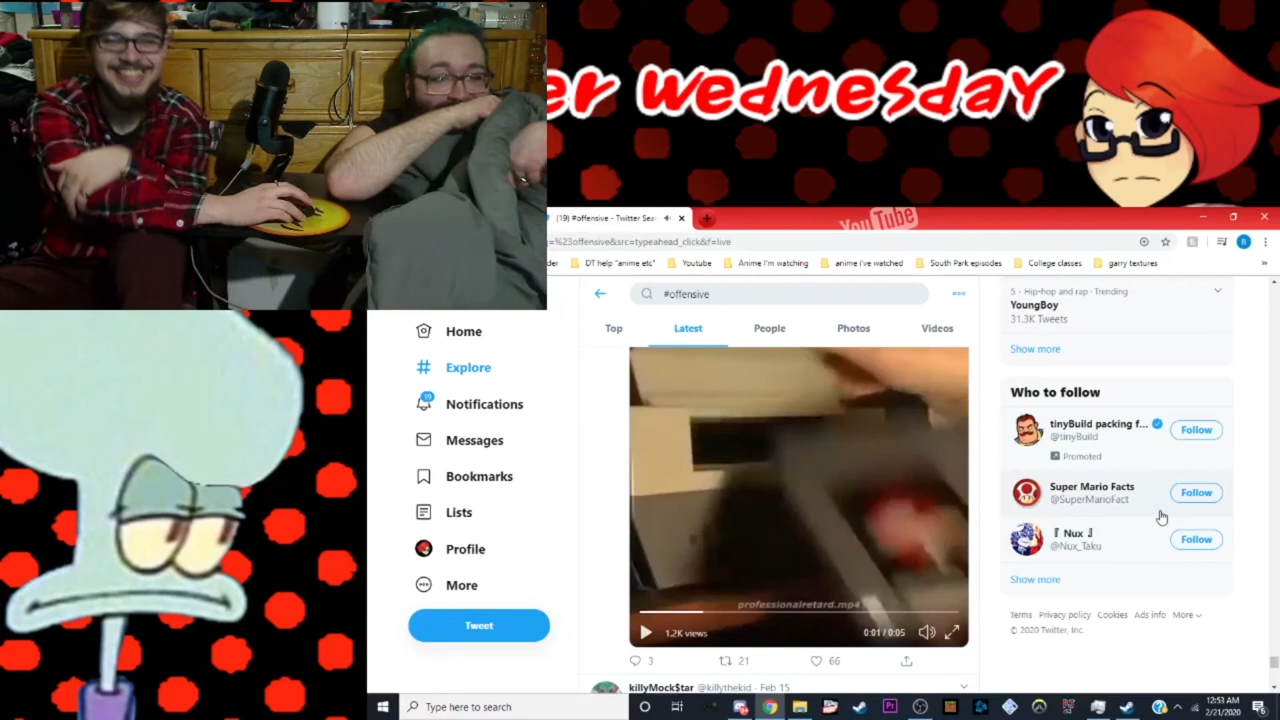 er wednesday
(19) #offensive - Twitter Sea
YouTube
=%23offensive&src=typeahead_click&f=live
B
der
DT help "anime etc"
Youtube
Anime I'm watching
anime i've watched
South Park episodes
College classes
garry textures
»
#offensive
Top
Latest
People
Photos
Videos
Home
Explore
19
Notifications
Messages
Bookmarks
Lists
Profile
More
Tweet
professionalretard.mp4
1.2K views
0:01 / 0:05
3
21
66
killyMock$tar @killythekid · Feb 15
5 · Hip-hop and rap · Trending
YoungBoy
31.3K Tweets
Show more
Who to follow
tinyBuild packing f...
@tinyBuild
Follow
Promoted
Super Mario Facts
@SuperMarioFact
Follow
『 Nux 』
@Nux_Taku
Follow
Show more
Terms Privacy policy Cookies Ads info More
© 2020 Twitter, Inc.
Type here to search
Pr
12:53 AM
2/21/2020
6